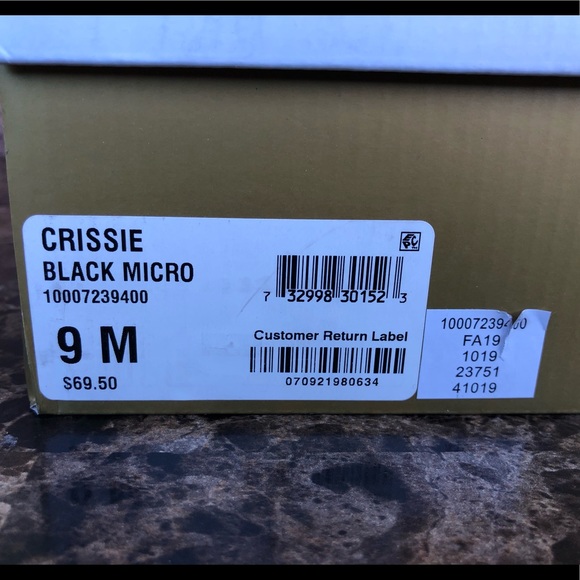 CRISSIE
BLACK MICRO
10007239400
9 M
$69.50
7 32998 30152 3
Customer Return Label
070921980634
10007239400
FA19
1019
23751
41019